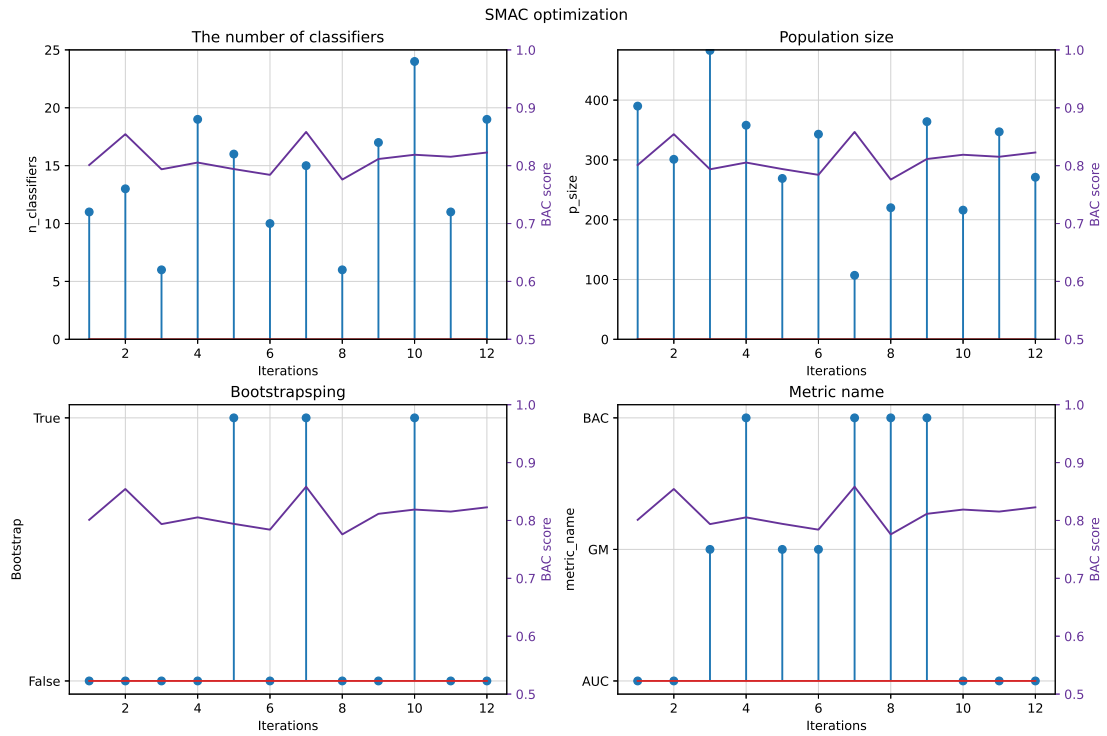 SMAC optimization
The number of classifiers
n_classifiers
25
20
15
10
5
0
1.0
0.9
0.8
0.7
0.6
0.5
BAC score
2 4 6 8 10 12
Iterations
Population size
p_size
400
300
200
100
0
1.0
0.9
0.8
0.7
0.6
0.5
BAC score
2 4 6 8 10 12
Iterations
Bootstrapsping
Bootstrap
True
False
1.0
0.9
0.8
0.7
0.6
0.5
BAC score
2 4 6 8 10 12
Iterations
Metric name
metric_name
BAC
GM
AUC
1.0
0.9
0.8
0.7
0.6
0.5
BAC score
2 4 6 8 10 12
Iterations